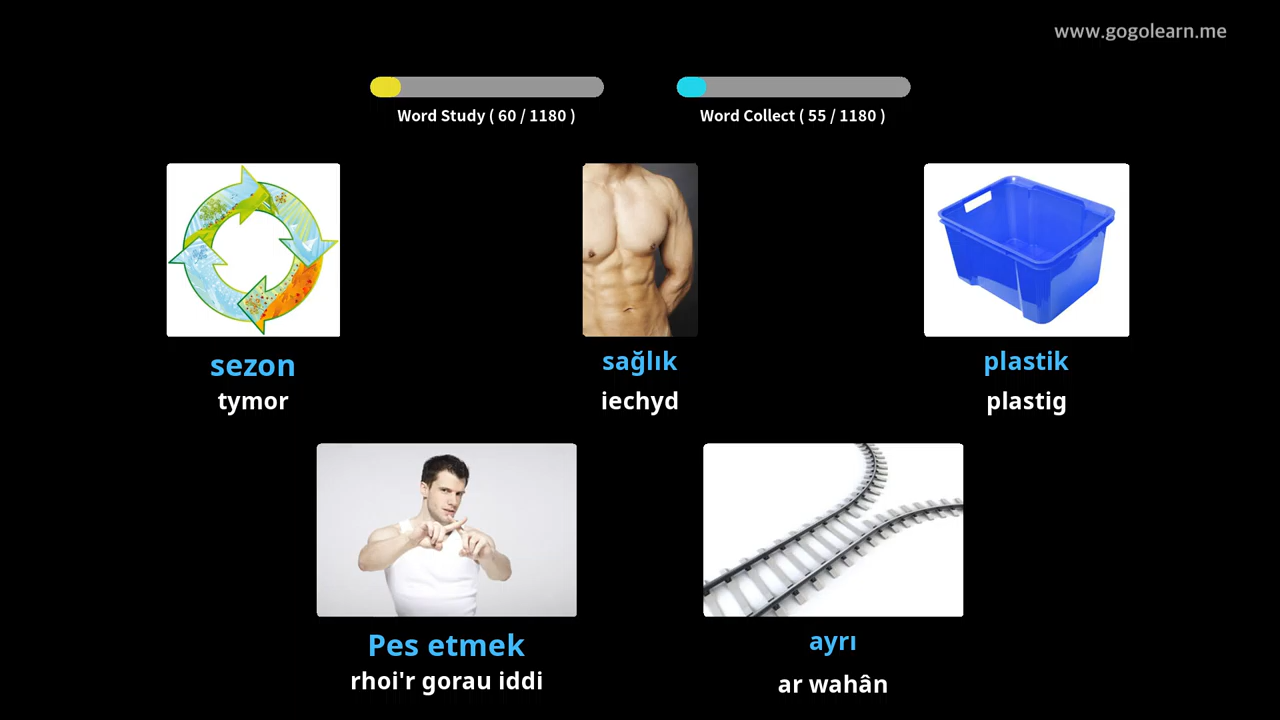 www.gogolearn.me
Word Study ( 60 / 1180 )
Word Collect ( 55 / 1180 )
sezon
tymor
sağlık
iechyd
plastik
plastig
Pes etmek
rhoi'r gorau iddi
ayrı
ar wahân